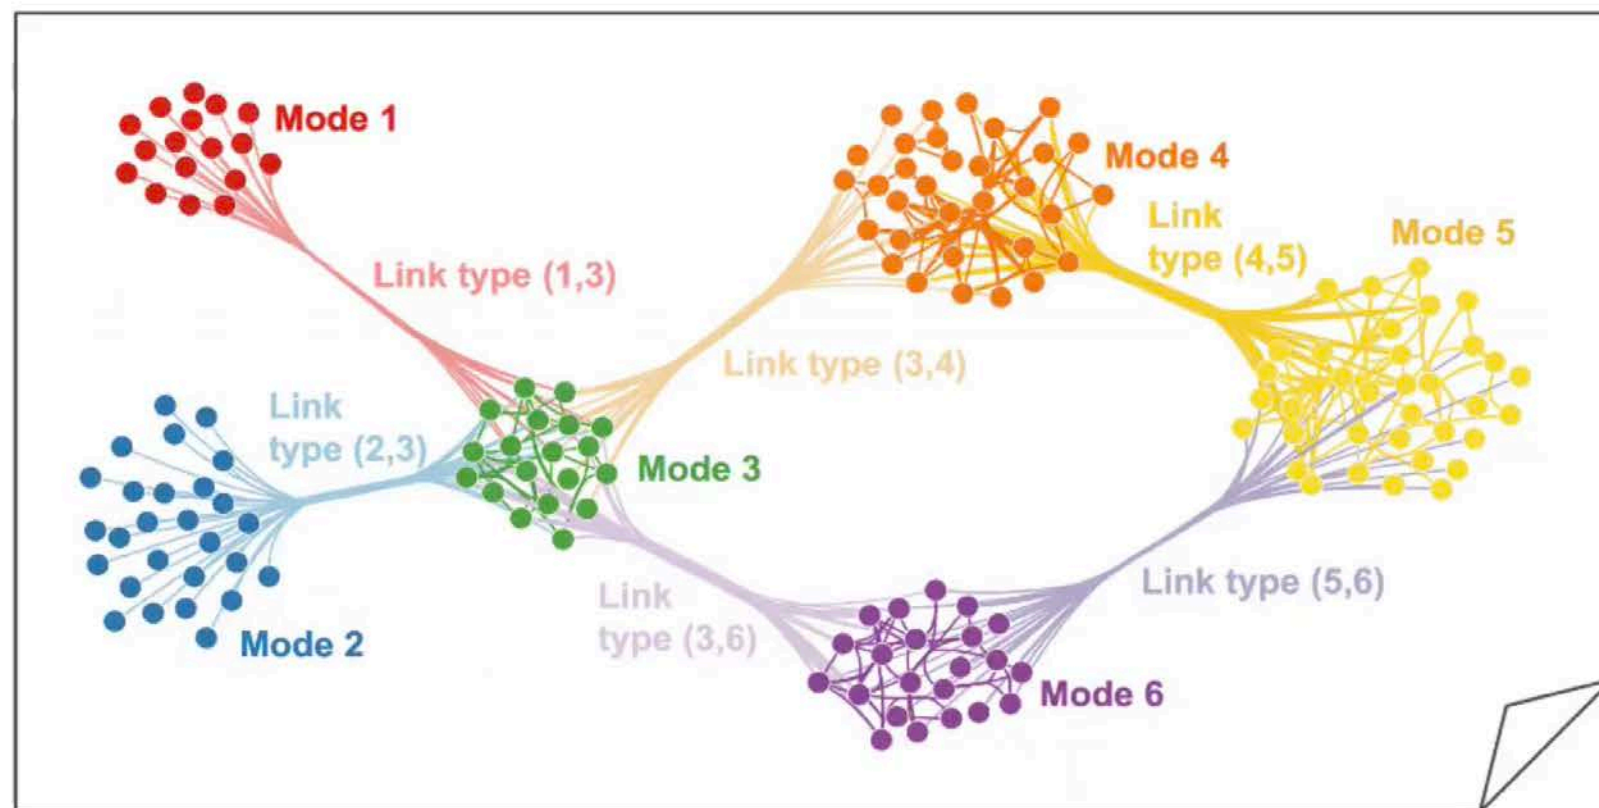 Mode 1
Mode 4
Link
type (4,5)
Mode 5
Link type (1,3)
Link type (3,4)
Link
type (2,3)
Mode 3
Link type (5,6)
Link
type (3,6)
Mode 2
Mode 6